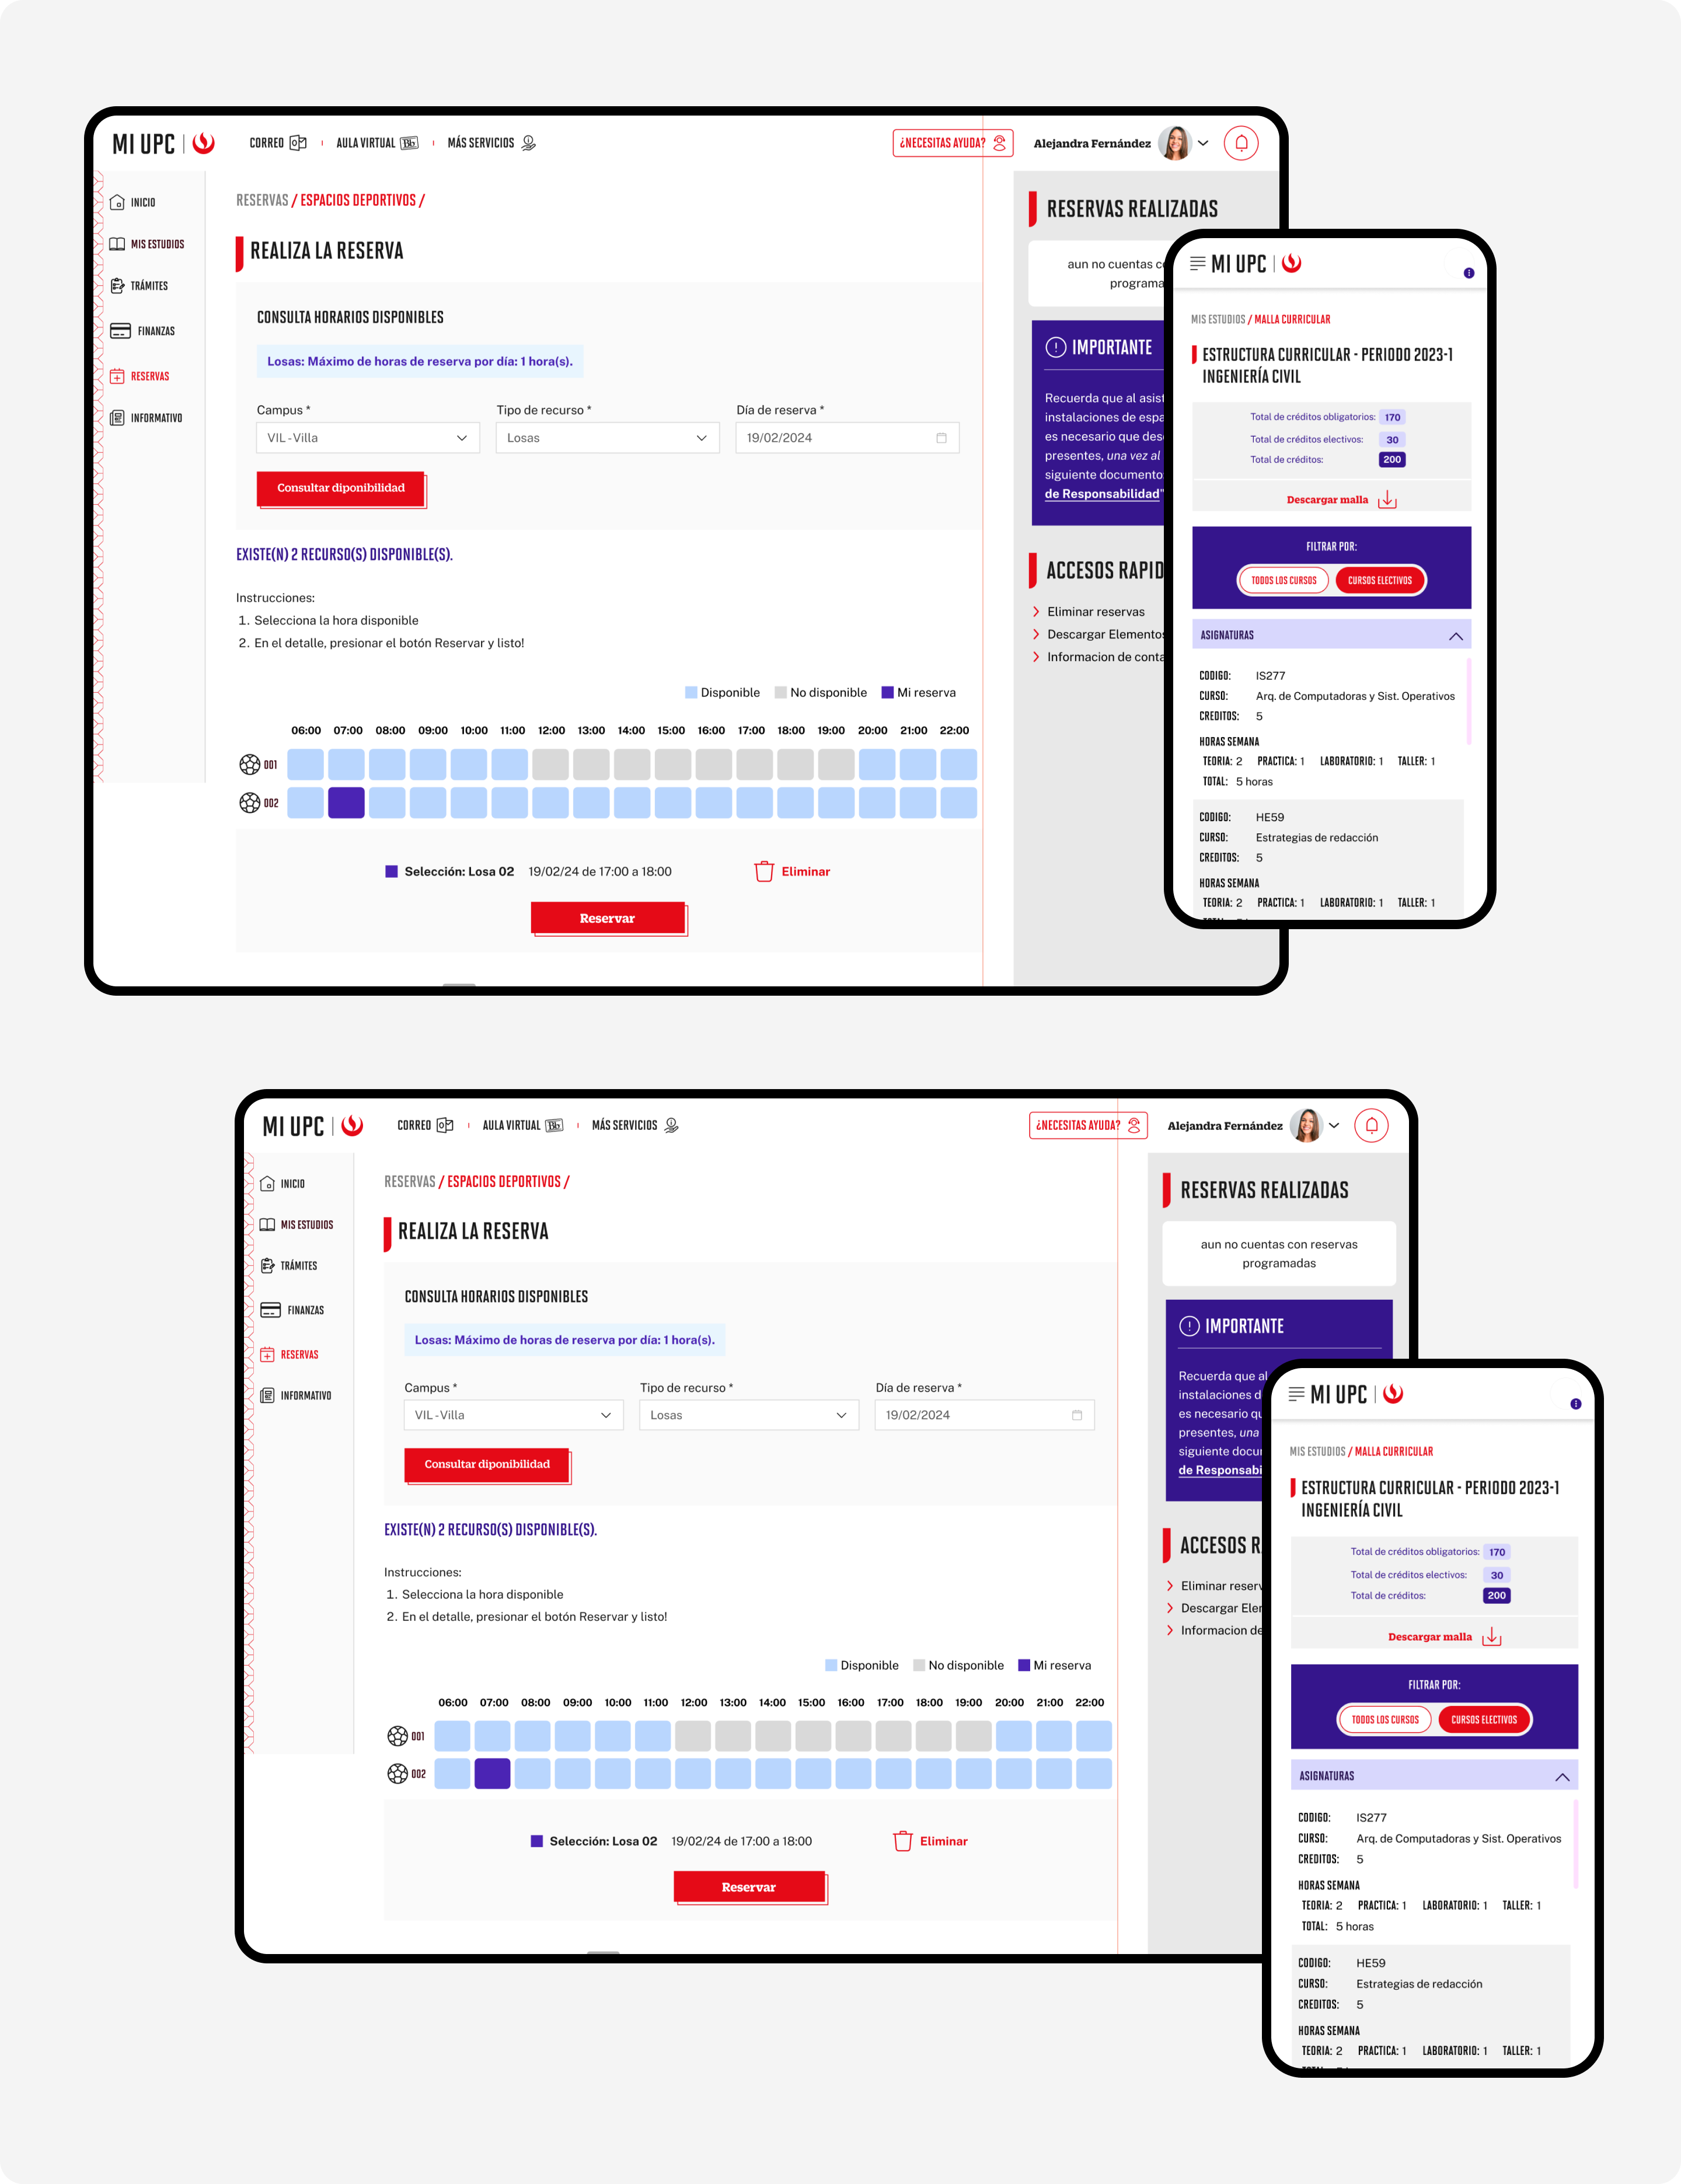 MI UPC
CORREO
AULA VIRTUAL Bb
MÁS SERVICIOS
¿NECESITAS AYUDA?
Alejandra Fernández
INICIO
MIS ESTUDIOS
TRÁMITES
FINANZAS
RESERVAS
INFORMATIVO
RESERVAS / ESPACIOS DEPORTIVOS /
REALIZA LA RESERVA
CONSULTA HORARIOS DISPONIBLES
Losas: Máximo de horas de reserva por día: 1 hora(s).
Campus * Tipo de recurso * Día de reserva *
VIL - Villa Losas 19/02/2024
Consultar diponibilidad
EXISTE(N) 2 RECURSO(S) DISPONIBLE(S).
Instrucciones:
1. Selecciona la hora disponible
2. En el detalle, presionar el botón Reservar y listo!
Disponible No disponible Mi reserva
06:00 07:00 08:00 09:00 10:00 11:00 12:00 13:00 14:00 15:00 16:00 17:00 18:00 19:00 20:00 21:00 22:00
001
002
Selección: Losa 02 19/02/24 de 17:00 a 18:00 Eliminar
Reservar
RESERVAS REALIZADAS
aun no cuentas
programa
IMPORTANTE
Recuerda que al asist
instalaciones de espa
es necesario que des
presentes, una vez al
siguiente documento
de Responsabilidad"
ACCESOS RAPID
Eliminar reservas
Descargar Elementos
Informacion de conta
MI UPC
MIS ESTUDIOS / MALLA CURRICULAR
ESTRUCTURA CURRICULAR - PERIODO 2023-1
INGENIERÍA CIVIL
Total de créditos obligatorios: 170
Total de créditos electivos: 30
Total de créditos: 200
Descargar malla
FILTRAR POR:
TODOS LOS CURSOS CURSOS ELECTIVOS
ASIGNATURAS
CODIGO: IS277
CURSO: Arq. de Computadoras y Sist. Operativos
CREDITOS: 5
HORAS SEMANA
TEORIA: 2 PRACTICA: 1 LABORATORIO: 1 TALLER: 1
TOTAL: 5 horas
CODIGO: HE59
CURSO: Estrategias de redacción
CREDITOS: 5
HORAS SEMANA
TEORIA: 2 PRACTICA: 1 LABORATORIO: 1 TALLER: 1
MI UPC
CORREO
AULA VIRTUAL Bb
MÁS SERVICIOS
¿NECESITAS AYUDA?
Alejandra Fernández
INICIO
MIS ESTUDIOS
TRÁMITES
FINANZAS
RESERVAS
INFORMATIVO
RESERVAS / ESPACIOS DEPORTIVOS /
REALIZA LA RESERVA
CONSULTA HORARIOS DISPONIBLES
Losas: Máximo de horas de reserva por día: 1 hora(s).
Campus * Tipo de recurso * Día de reserva *
VIL - Villa Losas 19/02/2024
Consultar diponibilidad
EXISTE(N) 2 RECURSO(S) DISPONIBLE(S).
Instrucciones:
1. Selecciona la hora disponible
2. En el detalle, presionar el botón Reservar y listo!
Disponible No disponible Mi reserva
06:00 07:00 08:00 09:00 10:00 11:00 12:00 13:00 14:00 15:00 16:00 17:00 18:00 19:00 20:00 21:00 22:00
001
002
Selección: Losa 02 19/02/24 de 17:00 a 18:00 Eliminar
Reservar
RESERVAS REALIZADAS
aun no cuentas con reservas
programadas
IMPORTANTE
Recuerda que al
instalaciones d
es necesario qu
presentes, una
siguiente docu
de Responsabi
ACCESOS R
Eliminar reserv
Descargar Eler
Informacion de
MI UPC
MIS ESTUDIOS / MALLA CURRICULAR
ESTRUCTURA CURRICULAR - PERIODO 2023-1
INGENIERÍA CIVIL
Total de créditos obligatorios: 170
Total de créditos electivos: 30
Total de créditos: 200
Descargar malla
FILTRAR POR:
TODOS LOS CURSOS CURSOS ELECTIVOS
ASIGNATURAS
CODIGO: IS277
CURSO: Arq. de Computadoras y Sist. Operativos
CREDITOS: 5
HORAS SEMANA
TEORIA: 2 PRACTICA: 1 LABORATORIO: 1 TALLER: 1
TOTAL: 5 horas
CODIGO: HE59
CURSO: Estrategias de redacción
CREDITOS: 5
HORAS SEMANA
TEORIA: 2 PRACTICA: 1 LABORATORIO: 1 TALLER: 1